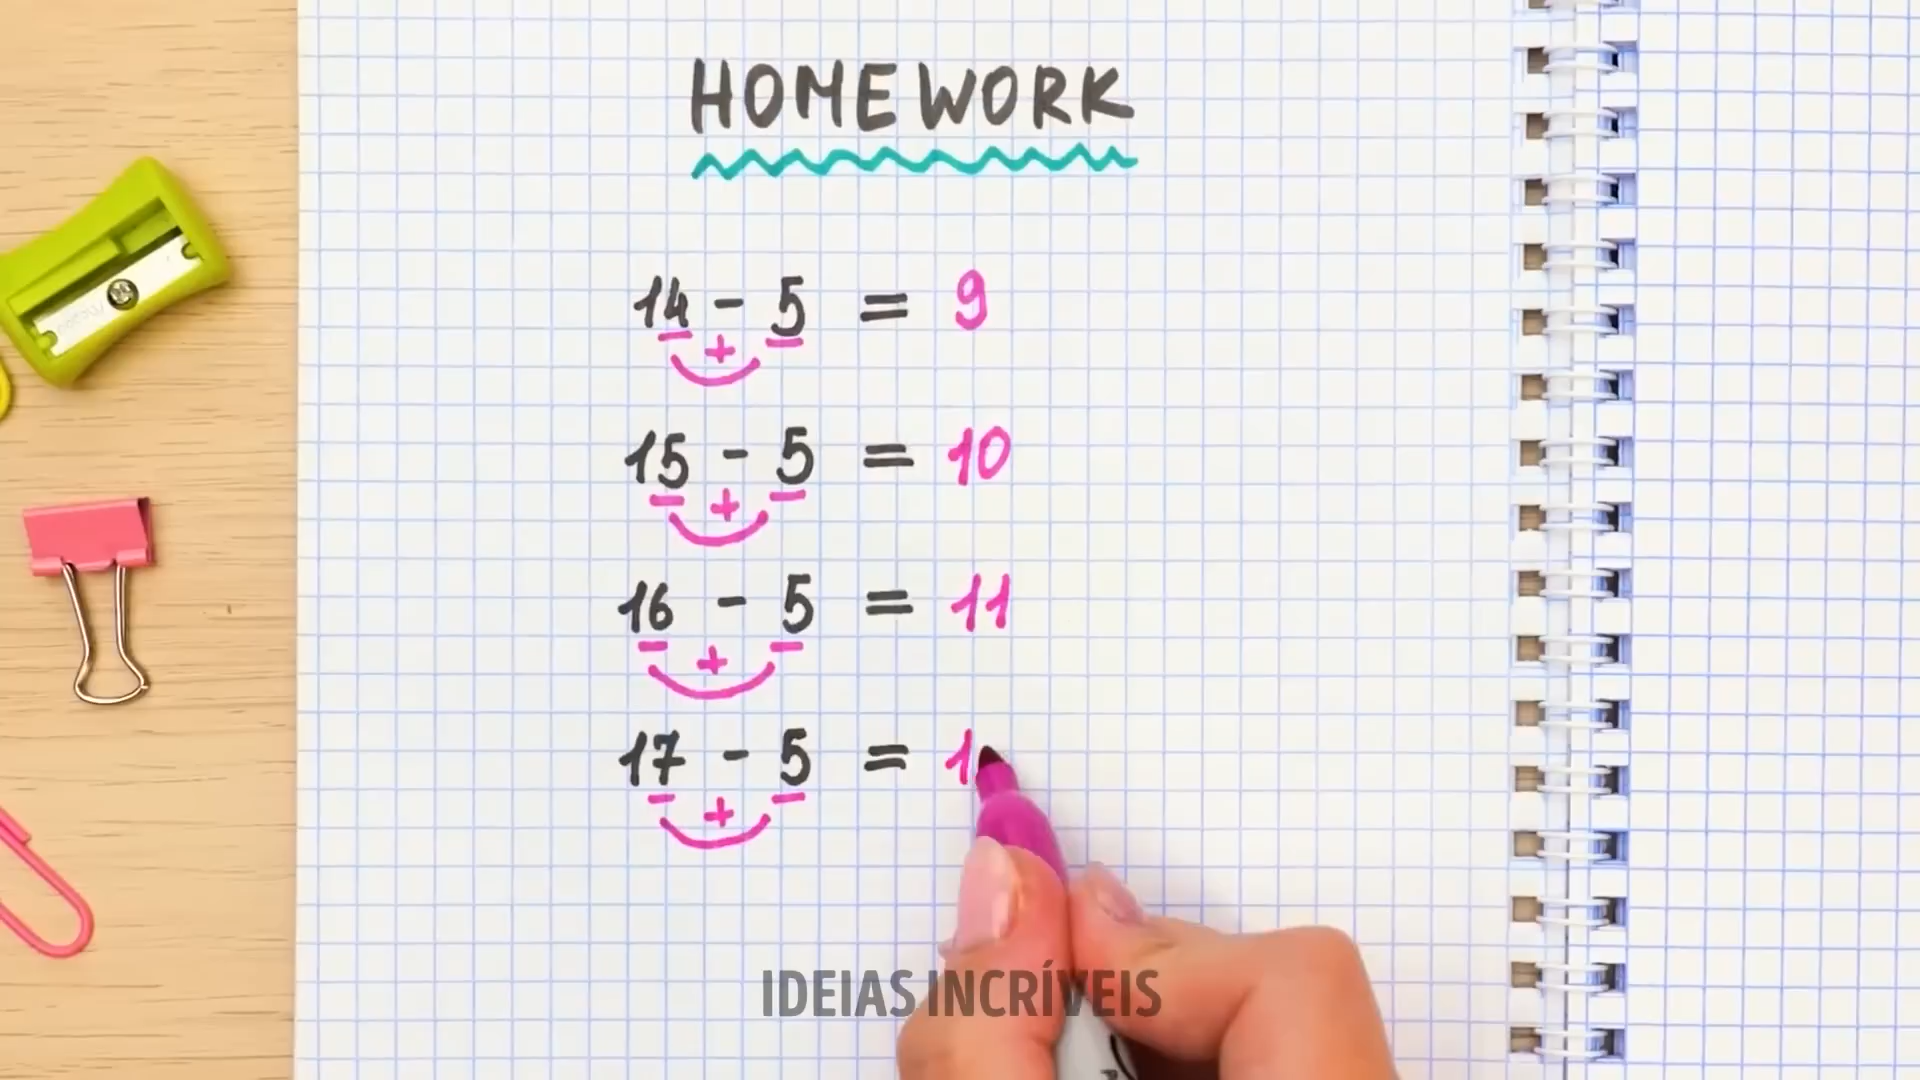 HOMEWORK
14 - 5 = 9
+
15 - 5 = 10
+
16 - 5 = 11
+
17 - 5 = 1
+
IDEIAS INCRÍVEIS